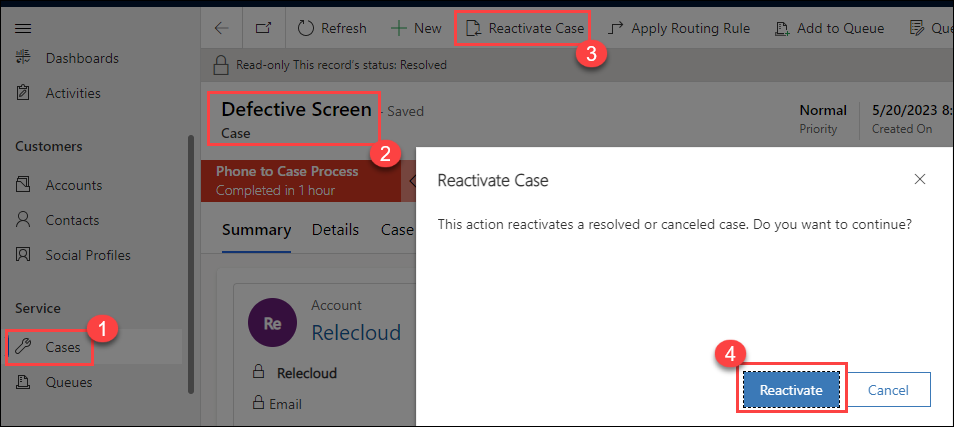 Refresh
New
Reactivate Case
Apply Routing Rule
Add to Queue
Que
3
Dashboards
Activities
Read-only This record's status: Resolved
Defective Screen - Saved
Case
2
Normal
Priority
5/20/2023 8:
Created On
Customers
Accounts
Contacts
Social Profiles
Phone to Case Process
Completed in 1 hour
Summary
Details
Case
Reactivate Case
This action reactivates a resolved or canceled case. Do you want to continue?
Service
1
Cases
Queues
Re
Account
Relecloud
Relecloud
Email
4
Reactivate
Cancel